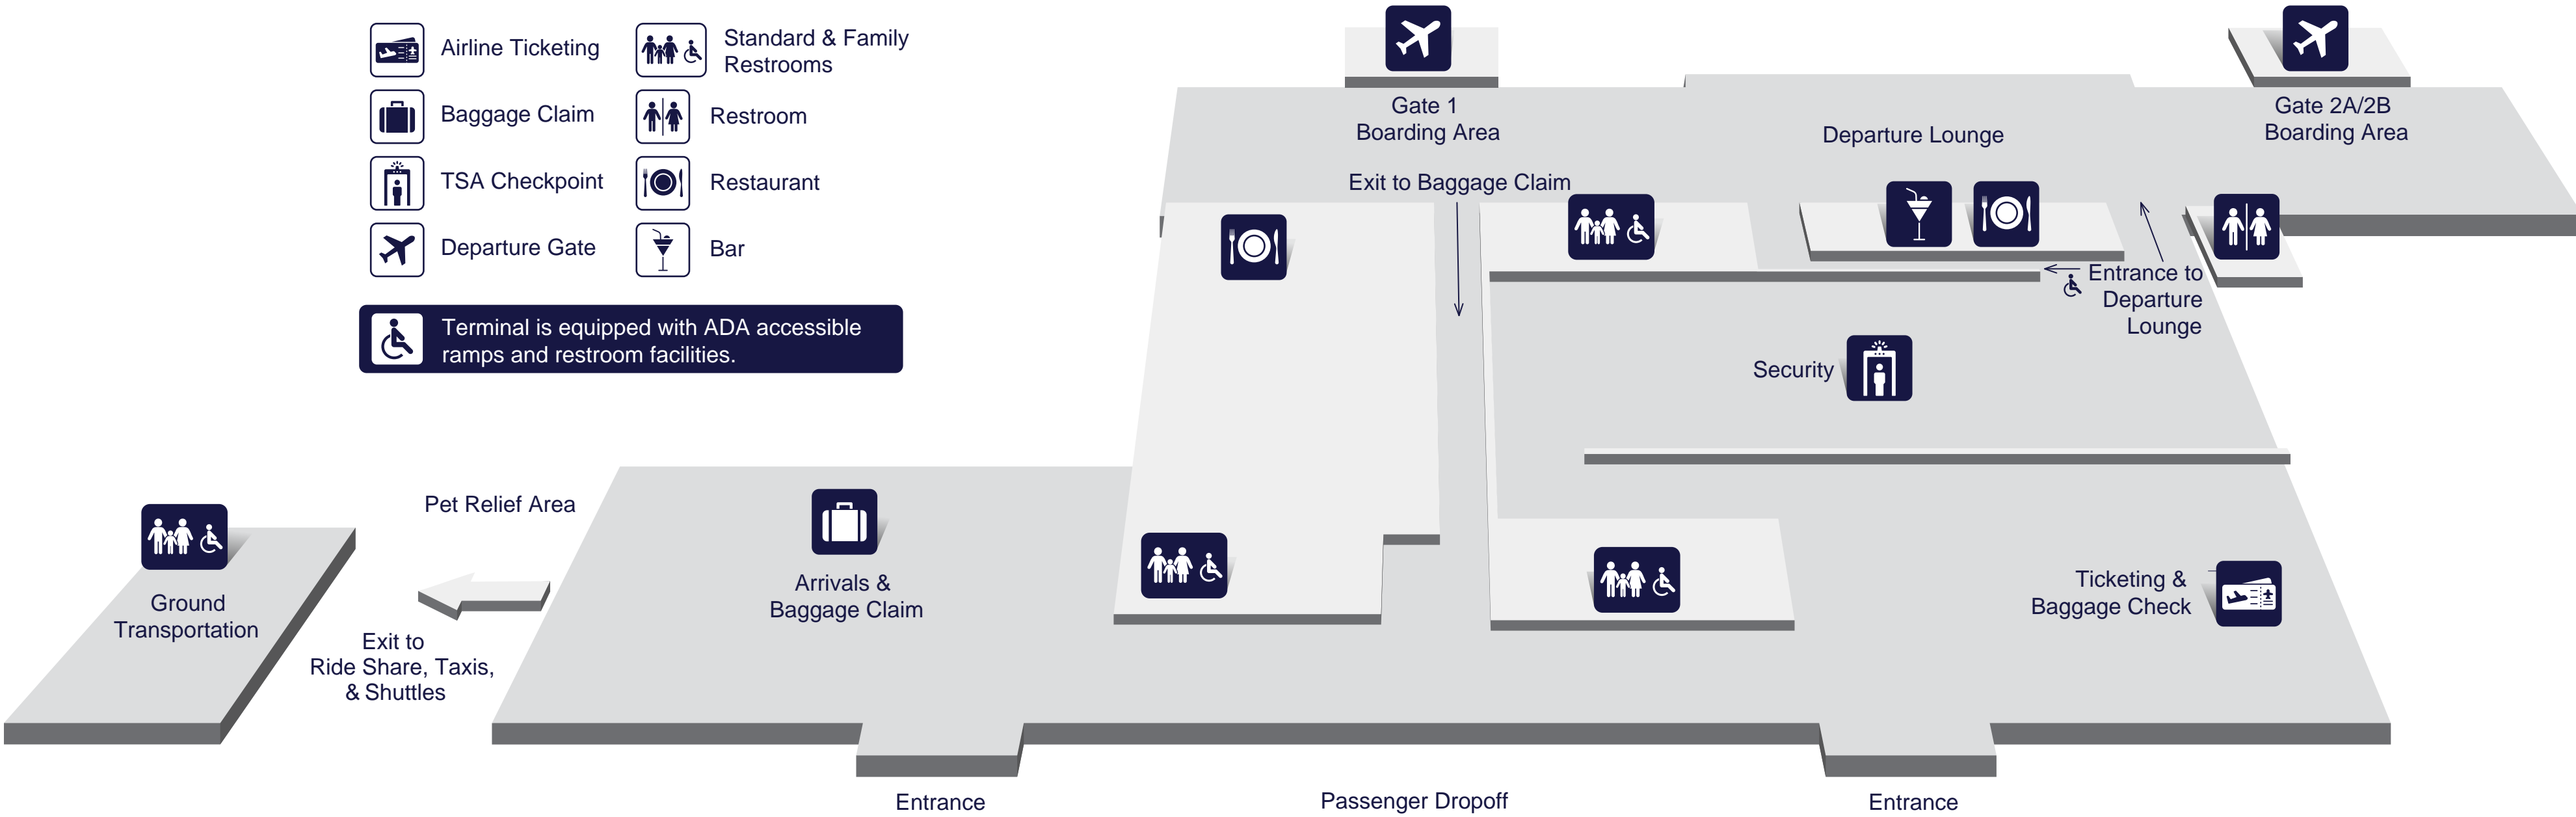 Airline Ticketing
Baggage Claim
TSA Checkpoint
Departure Gate
Standard & Family
Restrooms
Restroom
Restaurant
Bar
Terminal is equipped with ADA accessible
ramps and restroom facilities.
Gate 1
Boarding Area
Departure Lounge
Gate 2A/2B
Boarding Area
Exit to Baggage Claim
Entrance to
Departure
Lounge
Security
Pet Relief Area
Arrivals &
Baggage Claim
Ticketing &
Baggage Check
Ground
Transportation
Exit to
Ride Share, Taxis,
& Shuttles
Entrance
Passenger Dropoff
Entrance